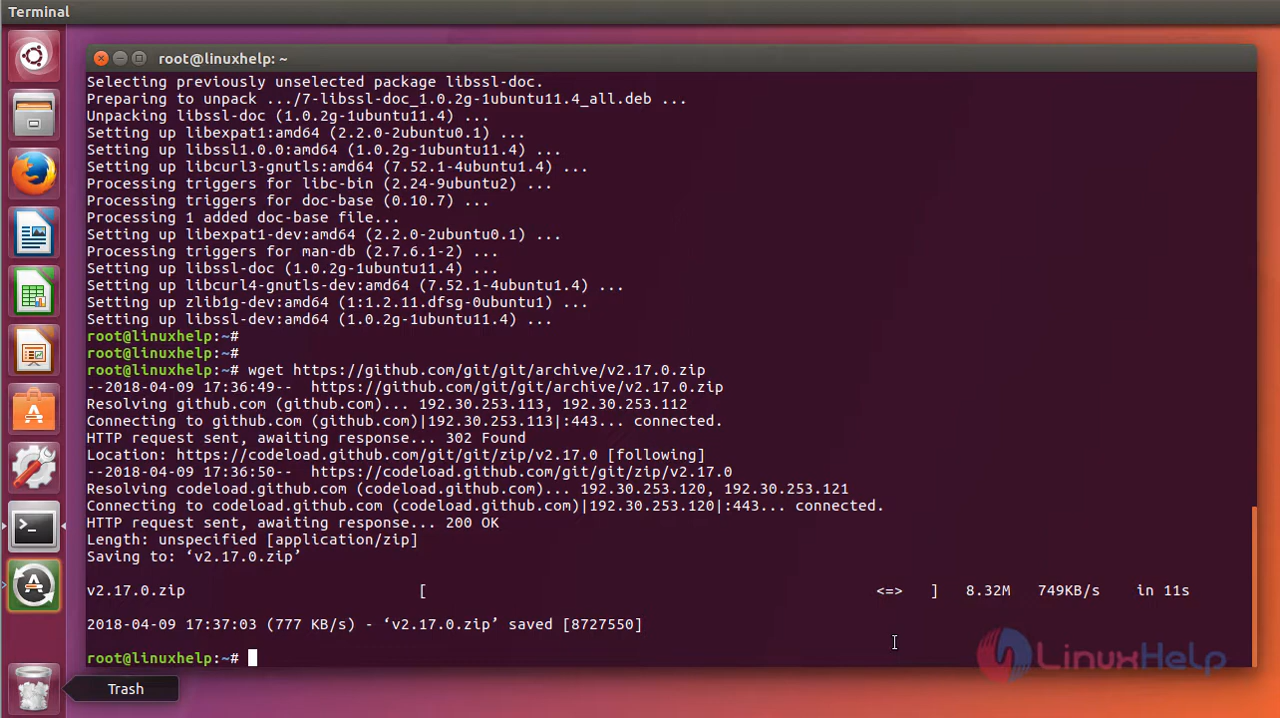 Terminal
root@linuxhelp: ~
Selecting previously unselected package libssl-doc.
Preparing to unpack .../7-libssl-doc_1.0.2g-1ubuntu11.4_all.deb ...
Unpacking libssl-doc (1.0.2g-1ubuntu11.4) ...
Setting up libexpat1:amd64 (2.2.0-2ubuntu0.1) ...
Setting up libssl1.0.0:amd64 (1.0.2g-1ubuntu11.4) ...
Setting up libcurl3-gnutls:amd64 (7.52.1-4ubuntu1.4) ...
Processing triggers for libc-bin (2.24-9ubuntu2) ...
Processing triggers for doc-base (0.10.7) ...
Processing 1 added doc-base file...
Setting up libexpat1-dev:amd64 (2.2.0-2ubuntu0.1) ...
Processing triggers for man-db (2.7.6.1-2) ...
Setting up libssl-doc (1.0.2g-1ubuntu11.4) ...
Setting up libcurl4-gnutls-dev:amd64 (7.52.1-4ubuntu1.4) ...
Setting up zlib1g-dev:amd64 (1:1.2.11.dfsg-0ubuntu1) ...
Setting up libssl-dev:amd64 (1.0.2g-1ubuntu11.4) ...
root@linuxhelp:~#
root@linuxhelp:~#
root@linuxhelp:~# wget https://github.com/git/git/archive/v2.17.0.zip
--2018-04-09 17:36:49--  https://github.com/git/git/archive/v2.17.0.zip
Resolving github.com (github.com)... 192.30.253.113, 192.30.253.112
Connecting to github.com (github.com)|192.30.253.113|:443... connected.
HTTP request sent, awaiting response... 302 Found
Location: https://codeload.github.com/git/git/zip/v2.17.0 [following]
--2018-04-09 17:36:50--  https://codeload.github.com/git/git/zip/v2.17.0
Resolving codeload.github.com (codeload.github.com)... 192.30.253.120, 192.30.253.121
Connecting to codeload.github.com (codeload.github.com)|192.30.253.120|:443... connected.
HTTP request sent, awaiting response... 200 OK
Length: unspecified [application/zip]
Saving to: ‘v2.17.0.zip’
v2.17.0.zip [ <=> ] 8.32M 749KB/s in 11s
2018-04-09 17:37:03 (777 KB/s) - ‘v2.17.0.zip’ saved [8727550]
root@linuxhelp:~#
LinuxHelp
Trash